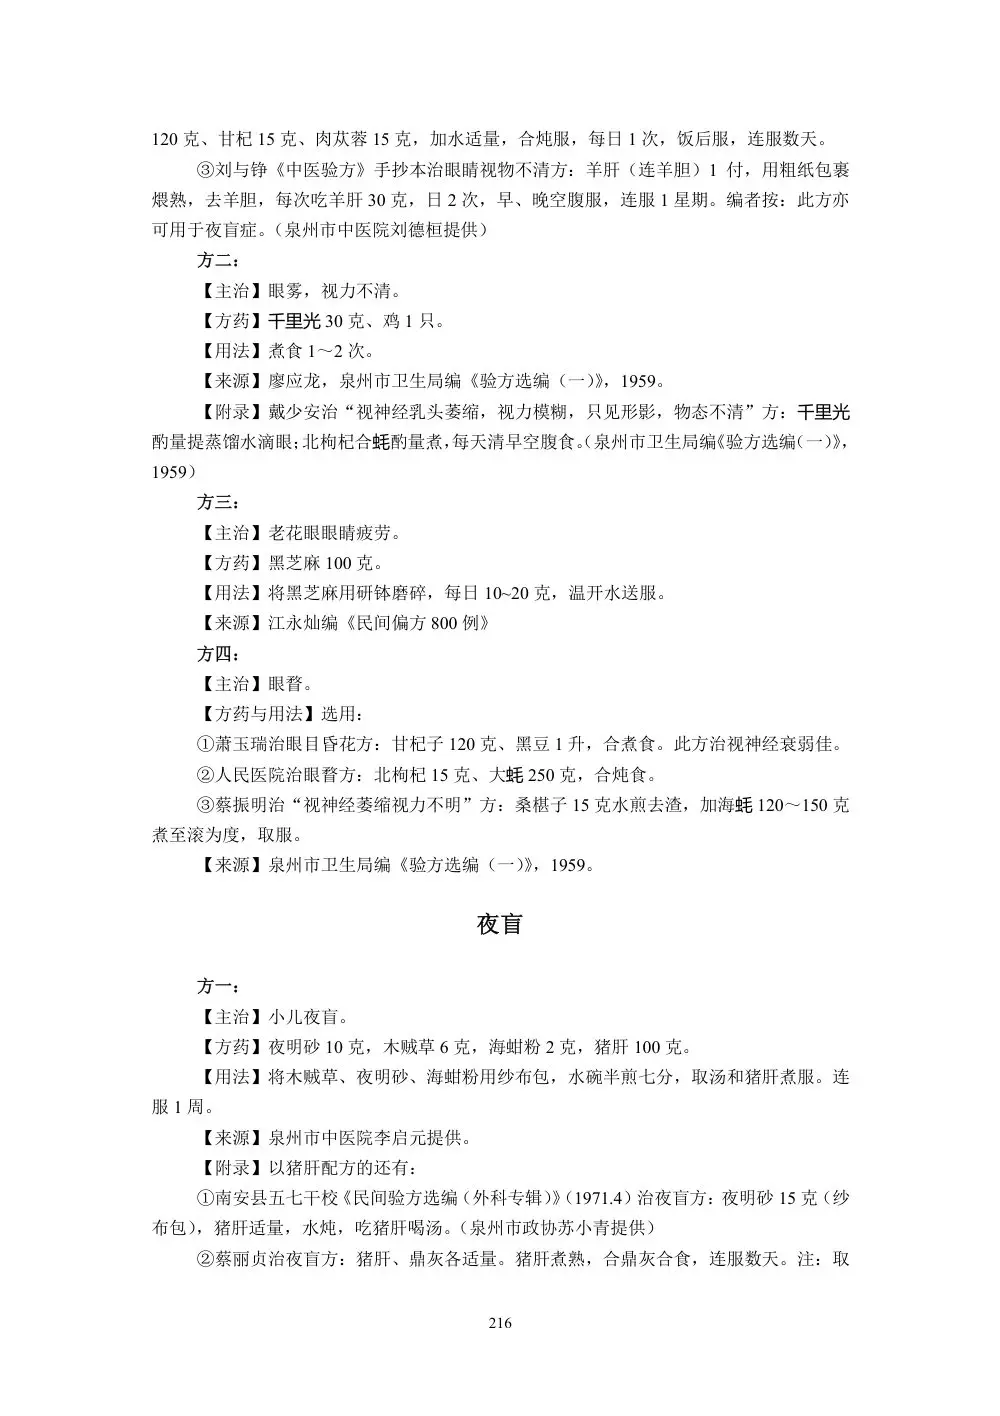 120 克、甘杞 15 克、肉苁蓉 15 克，加水适量，合炖服，每日 1 次，饭后服，连服数天。
③刘与铮《中医验方》手抄本治眼睛视物不清方：羊肝（连羊胆）1 付，用粗纸包裹
煨熟，去羊胆，每次吃羊肝 30 克，日 2 次，早、晚空腹服，连服 1 星期。编者按：此方亦
可用于夜盲症。（泉州市中医院刘德桓提供）
方二：
【主治】眼雾，视力不清。
【方药】千里光 30 克、鸡 1 只。
【用法】煮食 1～2 次。
【来源】廖应龙，泉州市卫生局编《验方选编（一）》，1959。
【附录】戴少安治“视神经乳头萎缩，视力模糊，只见形影，物态不清”方：千里光
酌量提蒸馏水滴眼；北枸杞合蚝酌量煮，每天清早空腹食。（泉州市卫生局编《验方选编（一）》，
1959）
方三：
【主治】老花眼眼睛疲劳。
【方药】黑芝麻 100 克。
【用法】将黑芝麻用研钵磨碎，每日 10~20 克，温开水送服。
【来源】江永灿编《民间偏方 800 例》
方四：
【主治】眼瞀。
【方药与用法】选用：
①萧玉瑞治眼目昏花方：甘杞子 120 克、黑豆 1 升，合煮食。此方治视神经衰弱佳。
②人民医院治眼瞀方：北枸杞 15 克、大蚝 250 克，合炖食。
③蔡振明治“视神经萎缩视力不明”方：桑椹子 15 克水煎去渣，加海蚝 120～150 克
煮至滚为度，取服。
【来源】泉州市卫生局编《验方选编（一）》，1959。
夜盲
方一：
【主治】小儿夜盲。
【方药】夜明砂 10 克，木贼草 6 克，海蚶粉 2 克，猪肝 100 克。
【用法】将木贼草、夜明砂、海蚶粉用纱布包，水碗半煎七分，取汤和猪肝煮服。连
服 1 周。
【来源】泉州市中医院李启元提供。
【附录】以猪肝配方的还有：
①南安县五七干校《民间验方选编（外科专辑）》（1971.4）治夜盲方：夜明砂 15 克（纱
布包），猪肝适量，水炖，吃猪肝喝汤。（泉州市政协苏小青提供）
②蔡丽贞治夜盲方：猪肝、鼎灰各适量。猪肝煮熟，合鼎灰合食，连服数天。注：取
216